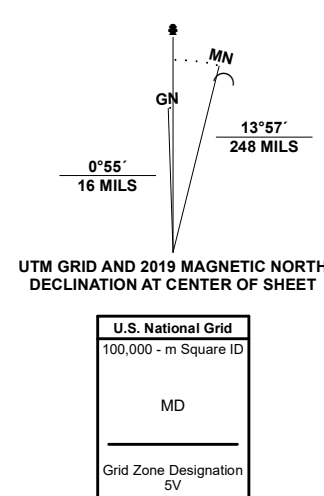 MN
GN
13°57´
248 MILS
0°55´
16 MILS
UTM GRID AND 2019 MAGNETIC NORTH
DECLINATION AT CENTER OF SHEET
U.S. National Grid
100,000 - m Square ID
MD
Grid Zone Designation
5V